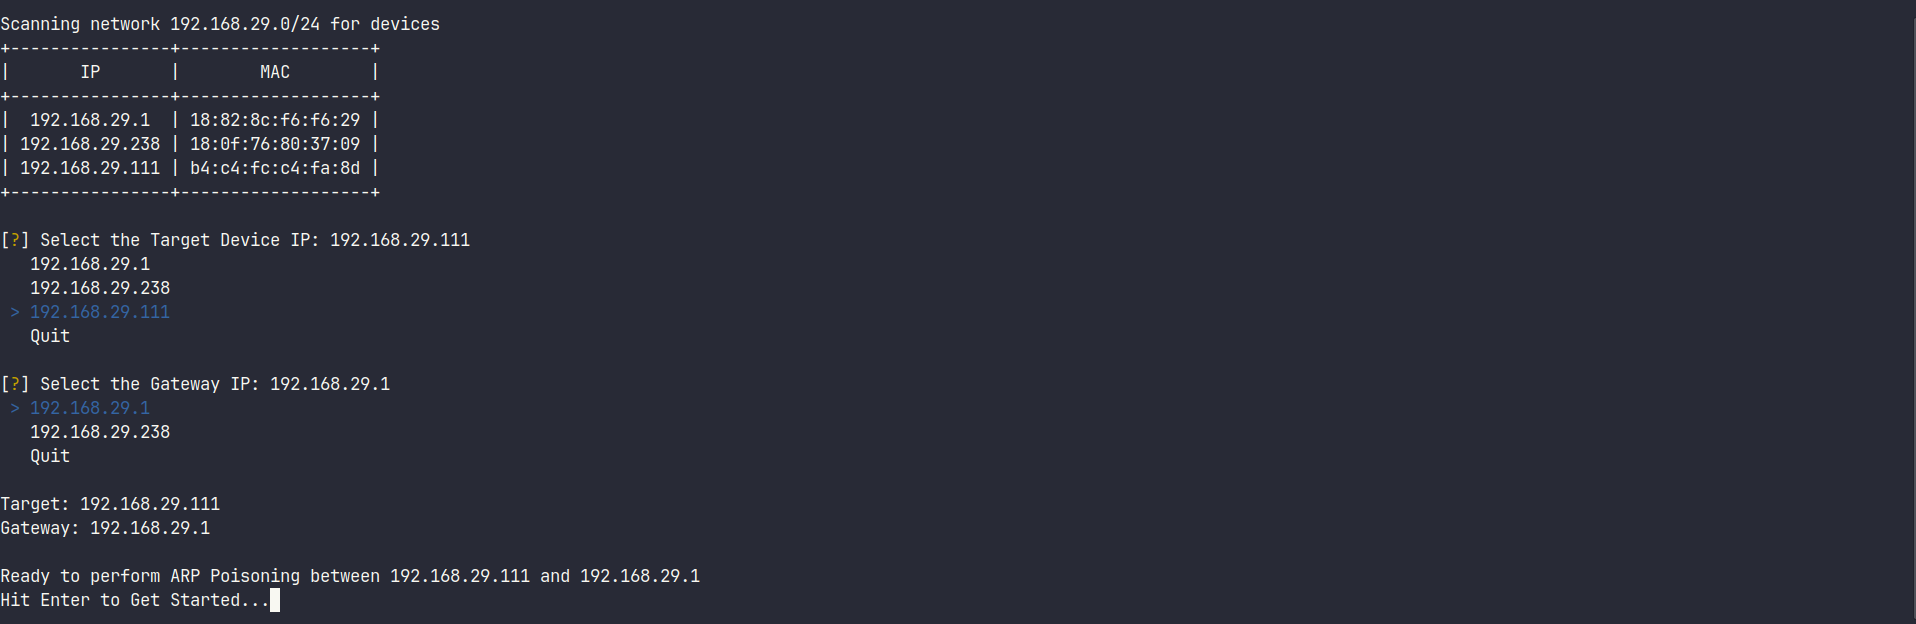 Scanning network 192.168.29.0/24 for devices
+----------------+-------------------+
|       IP       |        MAC        |
+----------------+-------------------+
|  192.168.29.1  | 18:82:8c:f6:f6:29 |
| 192.168.29.238 | 18:0f:76:80:37:09 |
| 192.168.29.111 | b4:c4:fc:c4:fa:8d |
+----------------+-------------------+
[?] Select the Target Device IP: 192.168.29.111
   192.168.29.1
   192.168.29.238
 > 192.168.29.111
   Quit
[?] Select the Gateway IP: 192.168.29.1
 > 192.168.29.1
   192.168.29.238
   Quit
Target: 192.168.29.111
Gateway: 192.168.29.1
Ready to perform ARP Poisoning between 192.168.29.111 and 192.168.29.1
Hit Enter to Get Started...